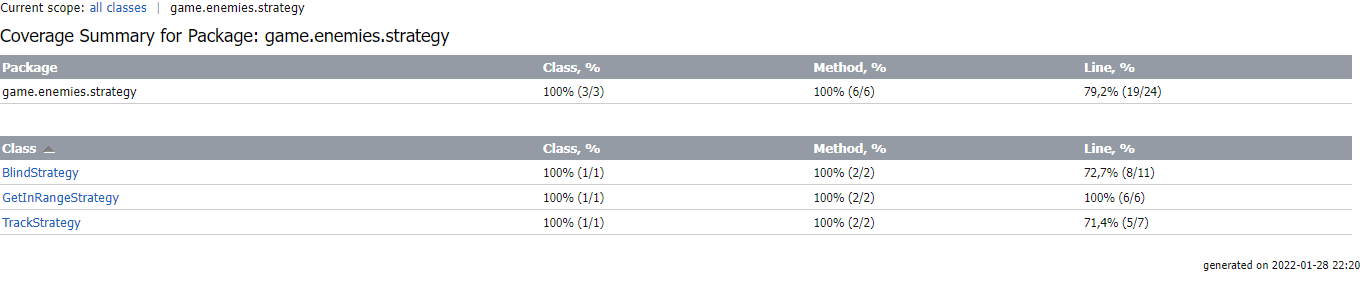 Current scope: all classes | game.enemies.strategy
Coverage Summary for Package: game.enemies.strategy
Package Class, % Method, % Line, %
game.enemies.strategy 100% (3/3) 100% (6/6) 79,2% (19/24)
Class Class, % Method, % Line, %
BlindStrategy 100% (1/1) 100% (2/2) 72,7% (8/11)
GetInRangeStrategy 100% (1/1) 100% (2/2) 100% (6/6)
TrackStrategy 100% (1/1) 100% (2/2) 71,4% (5/7)
generated on 2022-01-28 22:20